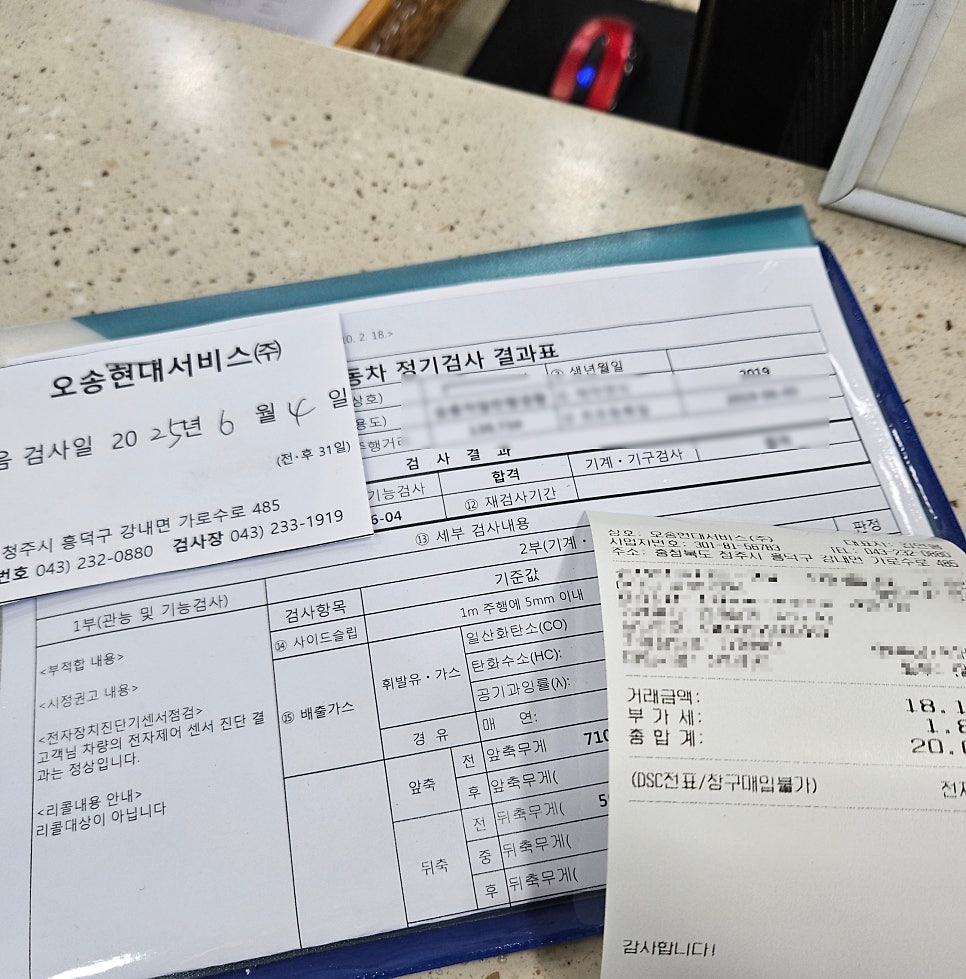 오송현대서비스㈜
음 검사일 20 25년 6 월 4 일
(전·후 31일)
청주시 흥덕구 강내면 가로수로 485
번호 043) 232-0880 검사장 043) 233-1919
0. 2. 18.>
동차 정기검사 결과표
생년월일
2019
상호)
용도)
주행거리
검 사 결 과
기능검사
합격
기계·기구검사
6-04
⑫ 재검사기간
⑬ 세부 검사내용
판정
2부(기계·
1부(관능 및 기능검사)
검사항목
기준값
<부적합 내용>
<시정권고 내용>
<전자장치진단기센서점검>
고객님 차량의 전자제어 센서 진단 결
과는 정상입니다.
<리콜내용 안내>
리콜대상이 아닙니다
⑭ 사이드슬립
1m 주행에 5mm 이내
⑮ 배출가스
휘발유·가스
일산화탄소(CO)
탄화수소(HC):
공기과잉률(λ):
경 유
매 연:
앞축
전
앞축무게
710
후
앞축무게(
뒤축
전
뒤축무게(
5
중
뒤축무게(
후
뒤축무게(
상호: 오송현대서비스(주)
사업자번호: 301-81-56783
TEL: 043-232-0880
주소: 충청북도 청주시 흥덕구 강내면 가로수로 485
거래금액:
18.1
부 가 세:
1.8
총 합 계:
20.0
(DSC전표/창구매입불가)
감사합니다!